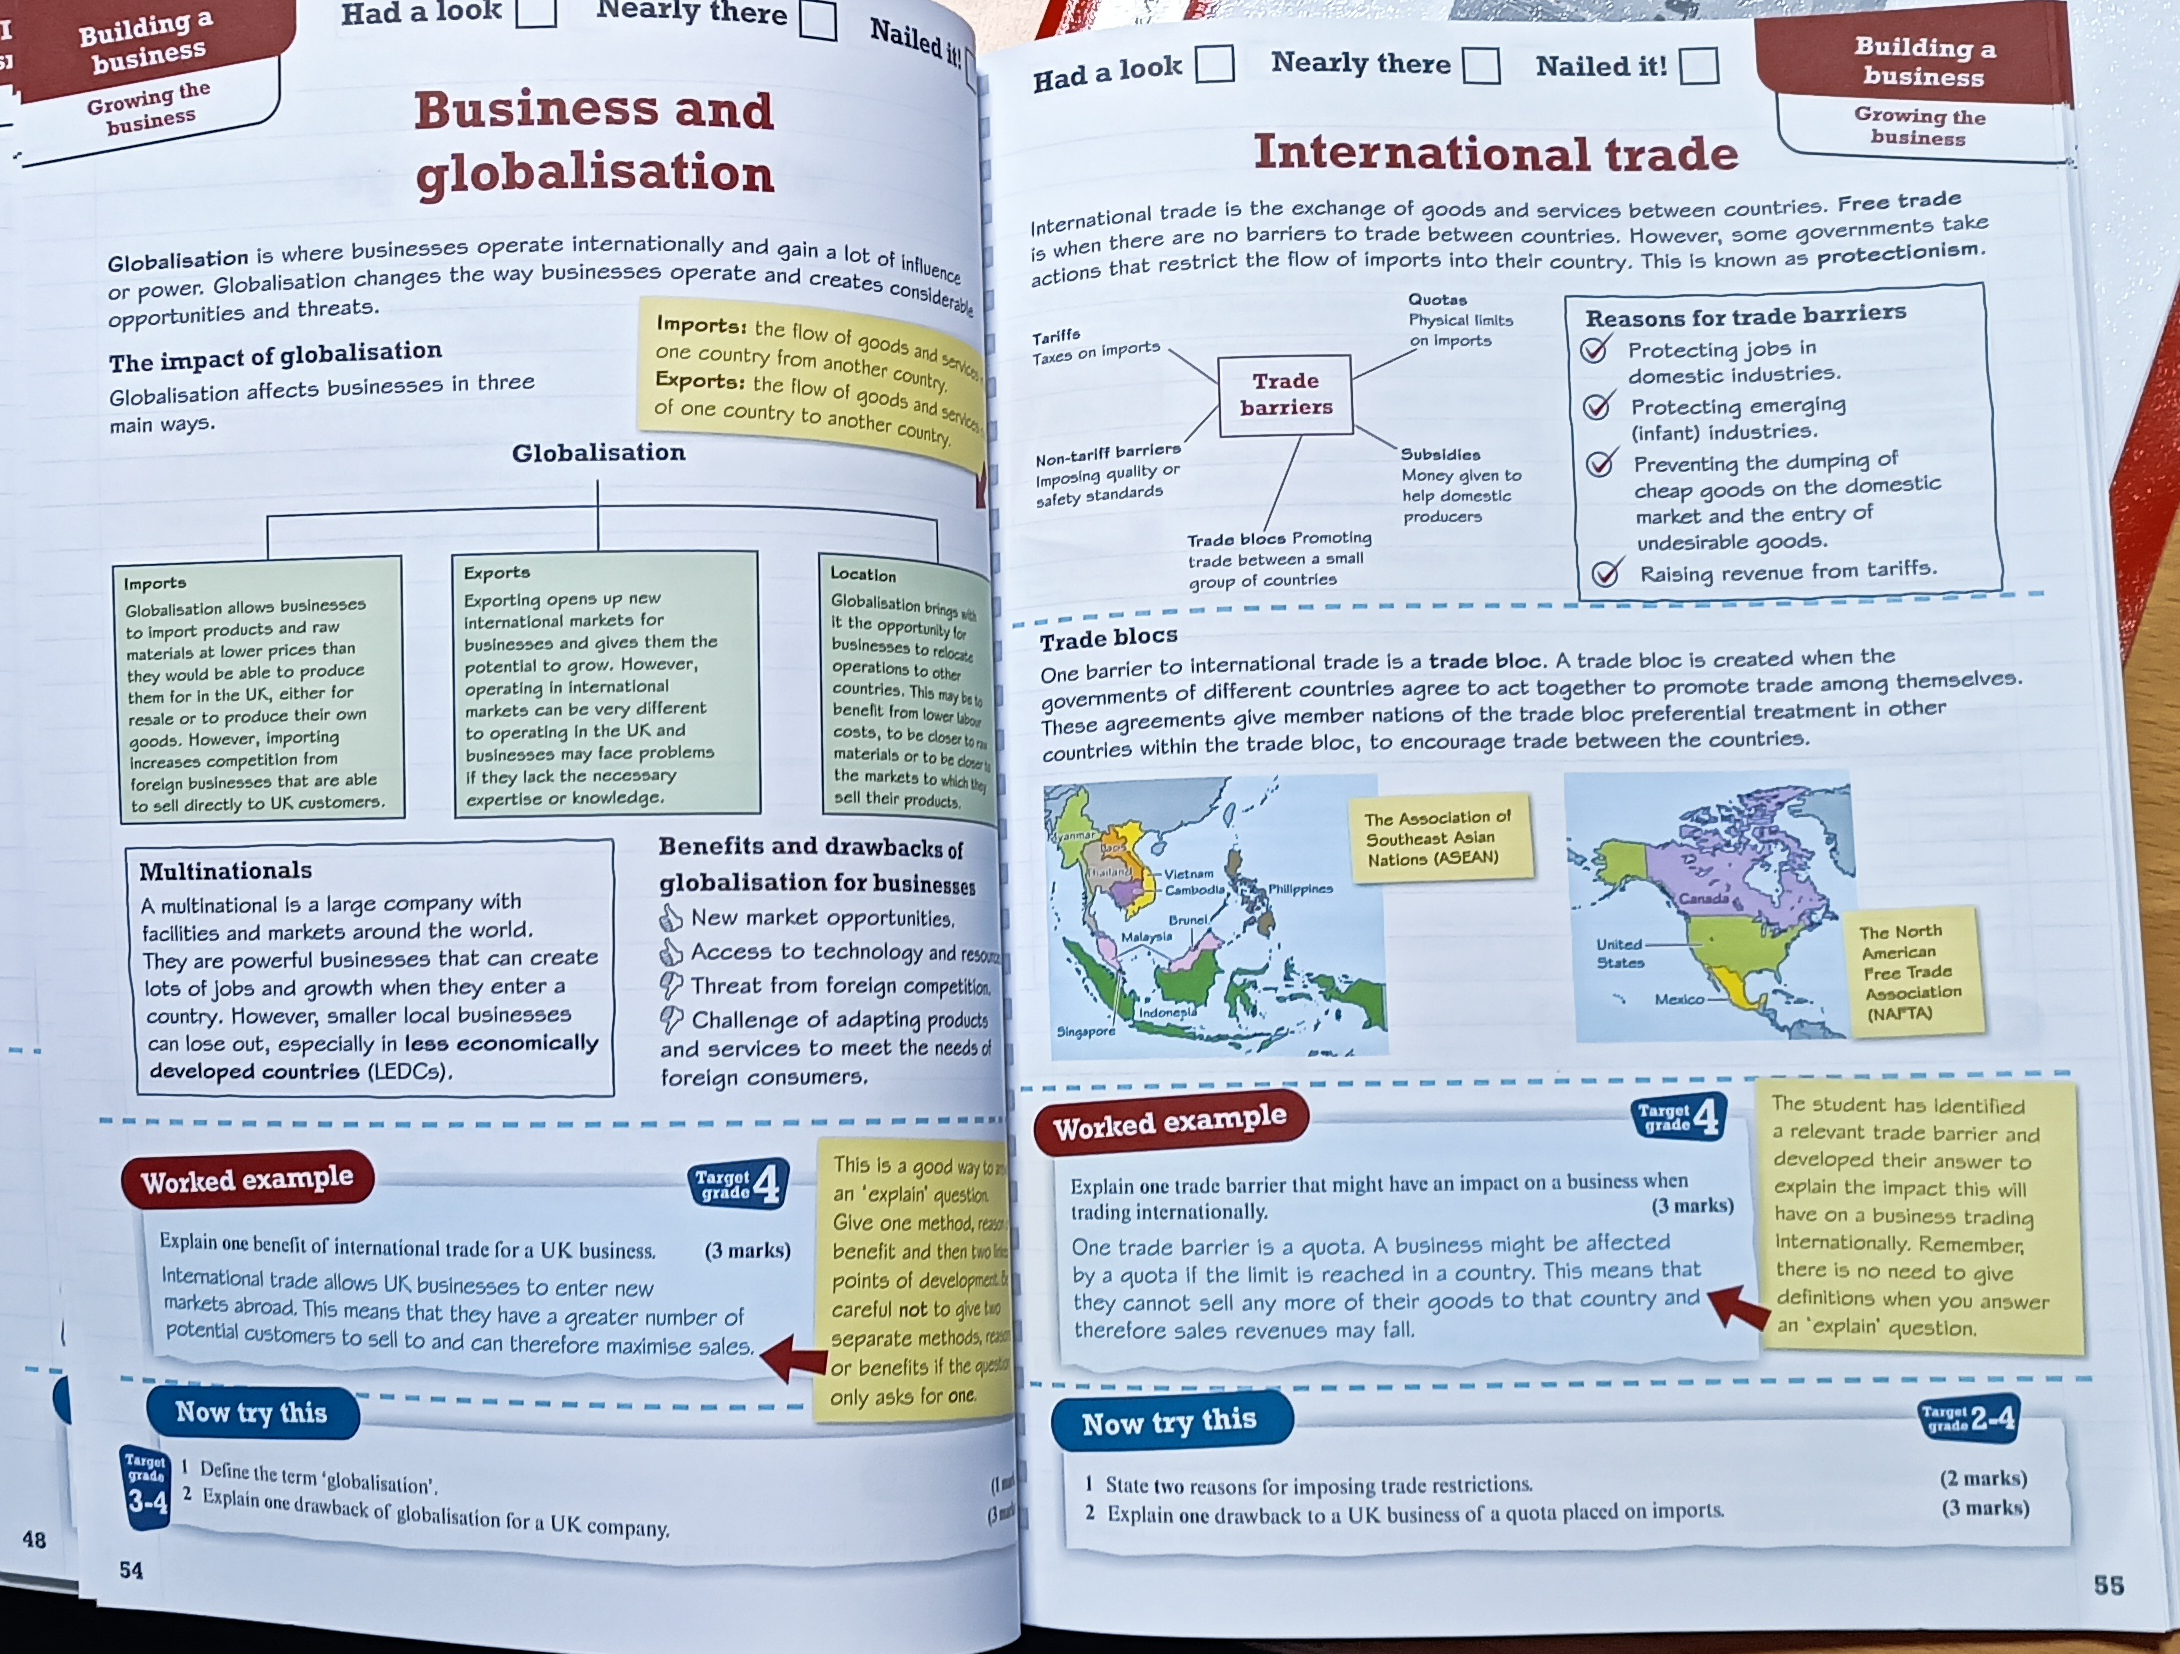 Building a
business
Growing the
business
Had a look
Nearly there
Nailed it!
Business and
globalisation
Globalisation is where businesses operate internationally and gain a lot of influence
or power. Globalisation changes the way businesses operate and creates considerable
opportunities and threats.
The impact of globalisation
Globalisation affects businesses in three
main ways.
Imports: the flow of goods and services
one country from another country.
Exports: the flow of goods and services
of one country to another country.
Globalisation
Imports
Globalisation allows businesses
to import products and raw
materials at lower prices than
they would be able to produce
them for in the UK, either for
resale or to produce their own
goods. However, importing
increases competition from
foreign businesses that are able
to sell directly to UK customers.
Exports
Exporting opens up new
international markets for
businesses and gives them the
potential to grow. However,
operating in international
markets can be very different
to operating in the UK and
businesses may face problems
if they lack the necessary
expertise or knowledge.
Location
Globalisation brings with
it the opportunity for
businesses to relocate
operations to other
countries. This may be to
benefit from lower labour
costs, to be closer to
materials or to be closer to
the markets to which they
sell their products.
Multinationals
A multinational is a large company with
facilities and markets around the world.
They are powerful businesses that can create
lots of jobs and growth when they enter a
country. However, smaller local businesses
can lose out, especially in less economically
developed countries (LEDCs).
Benefits and drawbacks of
globalisation for businesses
New market opportunities.
Access to technology and
Threat from foreign competition.
Challenge of adapting products
and services to meet the needs of
foreign consumers.
Worked example
Target
grade 4
Explain one benefit of international trade for a UK business. (3 marks)
International trade allows UK businesses to enter new
markets abroad. This means that they have a greater number of
potential customers to sell to and can therefore maximise sales.
This is a good way to
an 'explain' question.
Give one method,
benefit and then two
points of development.
careful not to give two
separate methods,
or benefits if the
only asks for one.
Now try this
Target
grade
3-4
1 Define the term 'globalisation'.
2 Explain one drawback of globalisation for a UK company.
48
54
Had a look
Nearly there
Nailed it!
Building a
business
Growing the
business
International trade
International trade is the exchange of goods and services between countries. Free trade
is when there are no barriers to trade between countries. However, some governments take
actions that restrict the flow of imports into their country. This is known as protectionism.
Tariffs
Taxes on imports
Quotas
Physical limits
on imports
Trade
barriers
Non-tariff barriers
Imposing quality or
safety standards
Subsidies
Money given to
help domestic
producers
Trade blocs Promoting
trade between a small
group of countries
Reasons for trade barriers
Protecting jobs in
domestic industries.
Protecting emerging
(infant) industries.
Preventing the dumping of
cheap goods on the domestic
market and the entry of
undesirable goods.
Raising revenue from tariffs.
Trade blocs
One barrier to international trade is a trade bloc. A trade bloc is created when the
governments of different countries agree to act together to promote trade among themselves.
These agreements give member nations of the trade bloc preferential treatment in other
countries within the trade bloc, to encourage trade between the countries.
Myanmar
Laos
Thailand
Vietnam
Cambodia
Philippines
Brunei
Malaysia
Indonesia
Singapore
The Association of
Southeast Asian
Nations (ASEAN)
Canada
United
States
Mexico
The North
American
Free Trade
Association
(NAFTA)
Worked example
Target
grade 4
Explain one trade barrier that might have an impact on a business when
trading internationally. (3 marks)
One trade barrier is a quota. A business might be affected
by a quota if the limit is reached in a country. This means that
they cannot sell any more of their goods to that country and
therefore sales revenues may fall.
The student has identified
a relevant trade barrier and
developed their answer to
explain the impact this will
have on a business trading
internationally. Remember,
there is no need to give
definitions when you answer
an 'explain' question.
Now try this
Target
grade 2-4
1 State two reasons for imposing trade restrictions. (2 marks)
2 Explain one drawback to a UK business of a quota placed on imports. (3 marks)
55